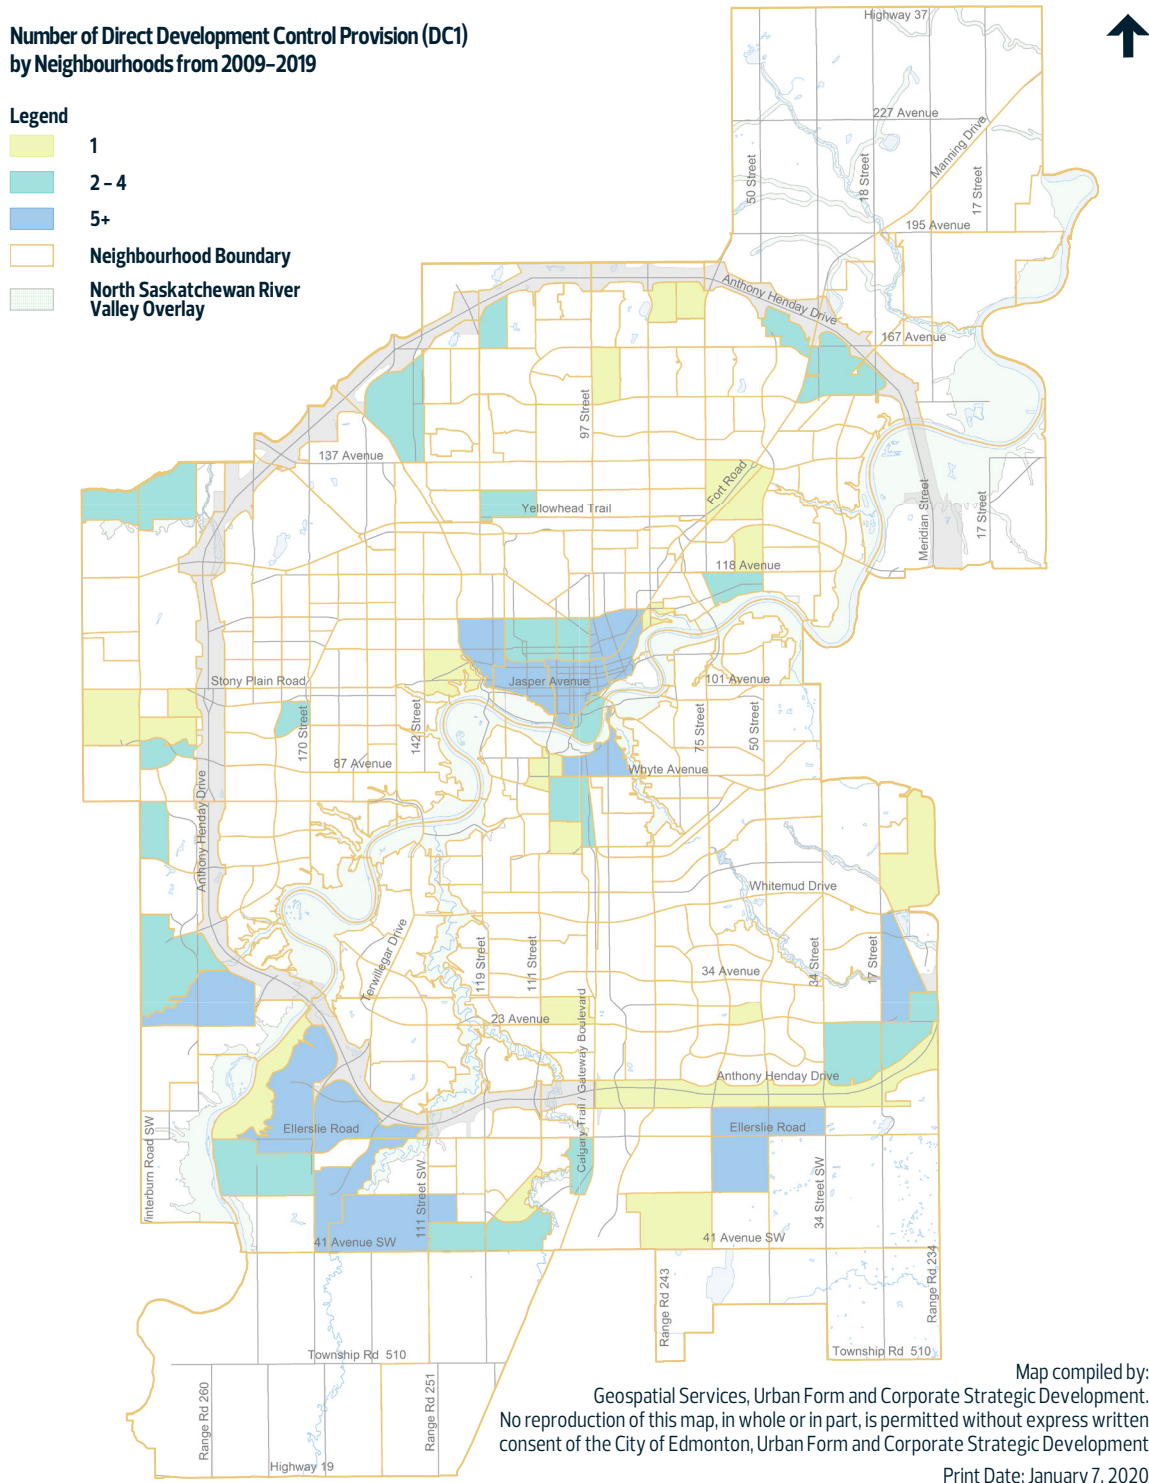 Number of Direct Development Control Provision (DC1)
by Neighbourhoods from 2009–2019
Legend
1
2 – 4
5+
Neighbourhood Boundary
North Saskatchewan River
Valley Overlay
Highway 37
227 Avenue
Manning Drive
50 Street
18 Street
17 Street
195 Avenue
Anthony Henday Drive
167 Avenue
97 Street
137 Avenue
Fort Road
Yellowhead Trail
Meridian Street
17 Street
118 Avenue
Stony Plain Road
Jasper Avenue
101 Avenue
170 Street
142 Street
75 Street
50 Street
87 Avenue
Whyte Avenue
Anthony Henday Drive
Whitemud Drive
Terwillegar Drive
119 Street
111 Street
34 Avenue
34 Street
17 Street
23 Avenue
Calgary Trail / Gateway Boulevard
Anthony Henday Drive
Ellerslie Road
Ellerslie Road
Winterburn Road SW
111 Street SW
34 Street SW
41 Avenue SW
41 Avenue SW
Range Rd 243
Range Rd 234
Township Rd 510
Township Rd 510
Range Rd 260
Range Rd 251
Highway 19
Map compiled by:
Geospatial Services, Urban Form and Corporate Strategic Development.
No reproduction of this map, in whole or in part, is permitted without express written
consent of the City of Edmonton, Urban Form and Corporate Strategic Development
Print Date: January 7, 2020